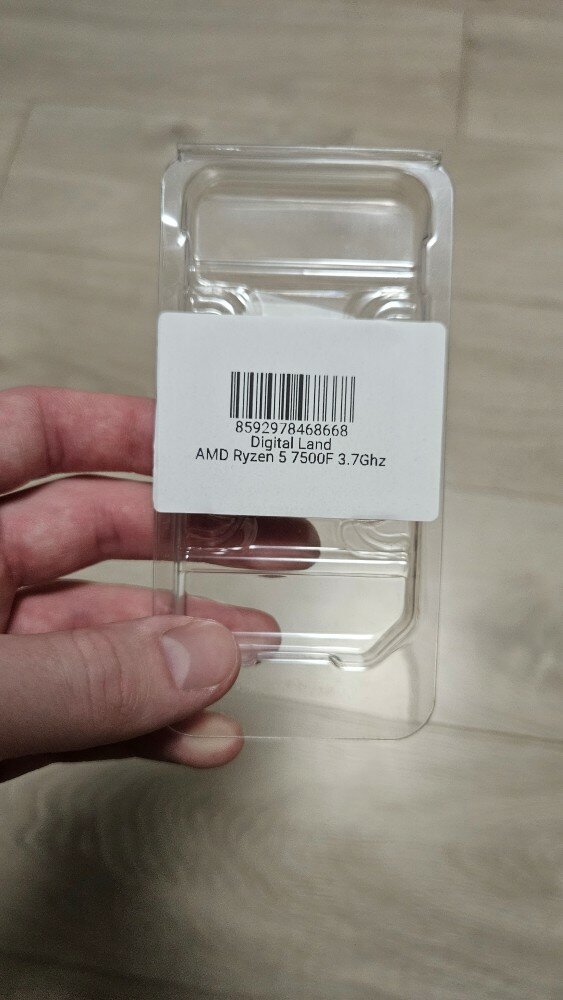 8592978468668
Digital Land
AMD Ryzen 5 7500F 3.7Ghz